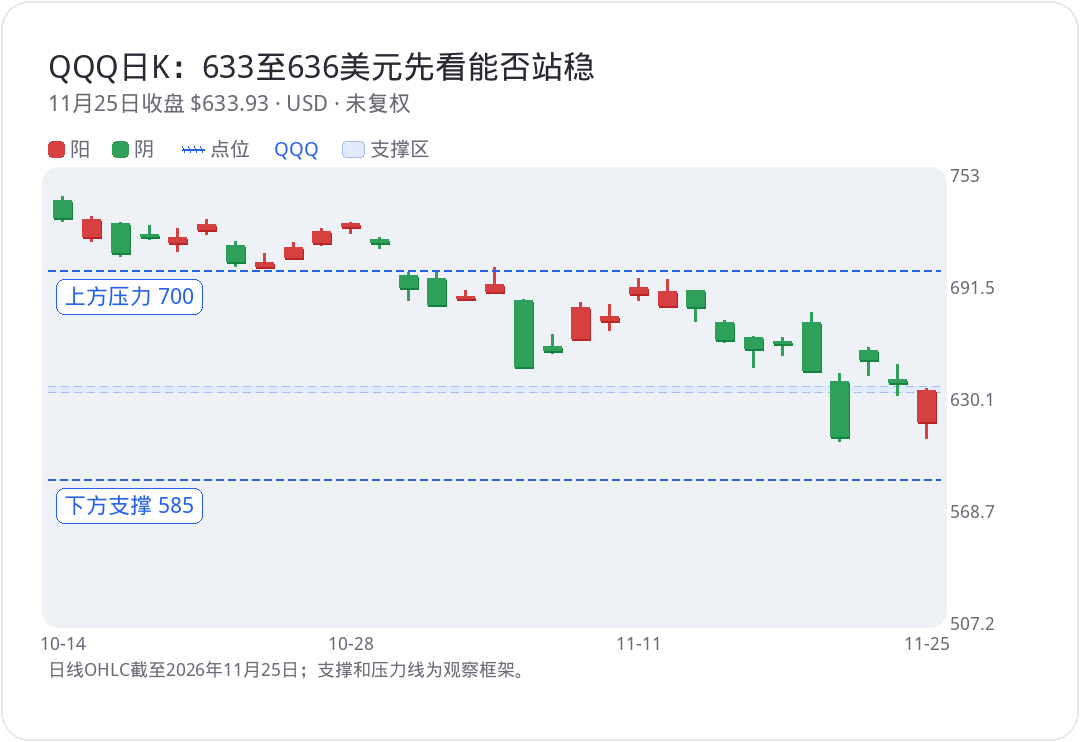 QQQ日K：633至636美元先看能否站稳
11月25日收盘 $633.93 · USD · 未复权
阳 阴 点位 QQQ 支撑区
753
上方压力 700
691.5
630.1
下方支撑 585
568.7
507.2
10-14 10-28 11-11 11-25
日线OHLC截至2026年11月25日；支撑和压力线为观察框架。